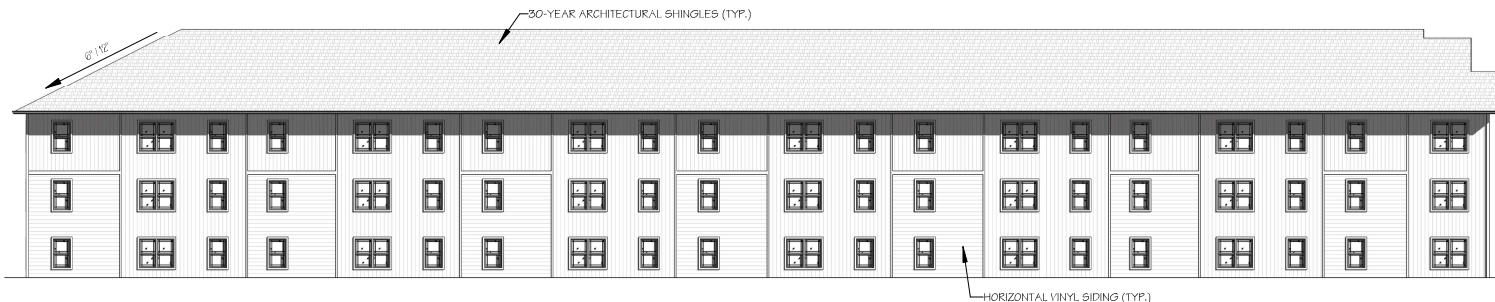 30-YEAR ARCHITECTURAL SHINGLES (TYP.)
6" | 12"
HORIZONTAL VINYL SIDING (TYP.)